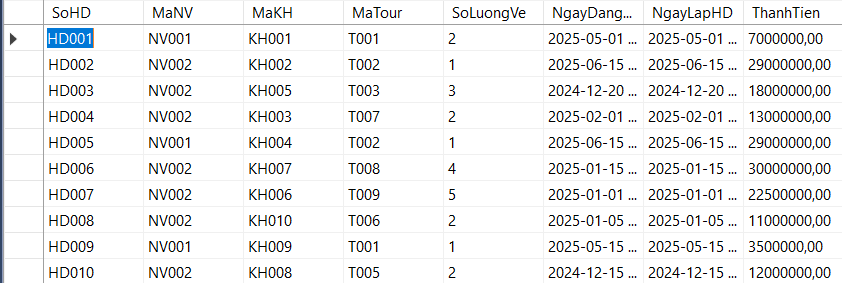 SoHD MaNV MaKH MaTour SoLuongVe NgayDang... NgayLapHD ThanhTien
HD001 NV001 KH001 T001 2 2025-05-01 ... 2025-05-01 ... 7000000,00
HD002 NV002 KH002 T002 1 2025-06-15 ... 2025-06-15 ... 29000000,00
HD003 NV002 KH005 T003 3 2024-12-20 ... 2024-12-20 ... 18000000,00
HD004 NV002 KH003 T007 2 2025-02-01 ... 2025-02-01 ... 13000000,00
HD005 NV001 KH004 T002 1 2025-06-15 ... 2025-06-15 ... 29000000,00
HD006 NV002 KH007 T008 4 2025-01-15 ... 2025-01-15 ... 30000000,00
HD007 NV002 KH006 T009 5 2025-01-01 ... 2025-01-01 ... 22500000,00
HD008 NV002 KH010 T006 2 2025-01-05 ... 2025-01-05 ... 11000000,00
HD009 NV001 KH009 T001 1 2025-05-15 ... 2025-05-15 ... 3500000,00
HD010 NV002 KH008 T005 2 2024-12-15 ... 2024-12-15 ... 12000000,00